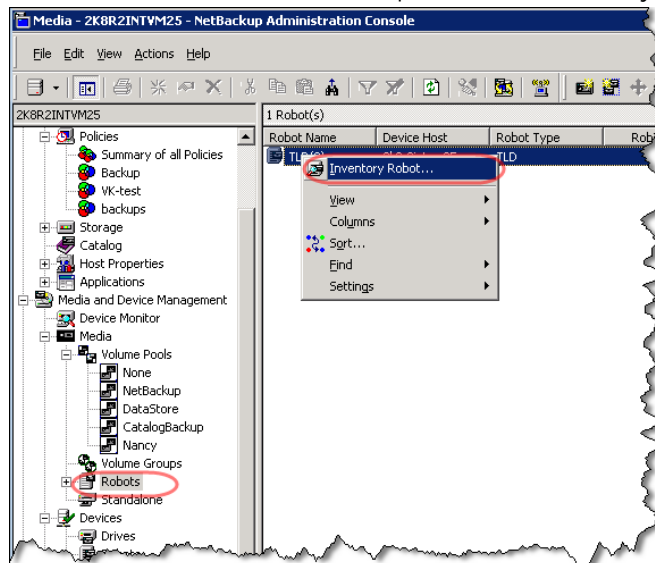 Media - 2K8R2INTVM25 - NetBackup Administration Console
File Edit View Actions Help
2K8R2INTVM25
1 Robot(s)
Robot Name Device Host Robot Type
TLD
Inventory Robot...
View
Columns
Sort...
Find
Settings
Policies
Summary of all Policies
Backup
VK-test
backups
Storage
Catalog
Host Properties
Applications
Media and Device Management
Device Monitor
Media
Volume Pools
None
NetBackup
DataStore
CatalogBackup
Nancy
Volume Groups
Robots
Standalone
Devices
Drives